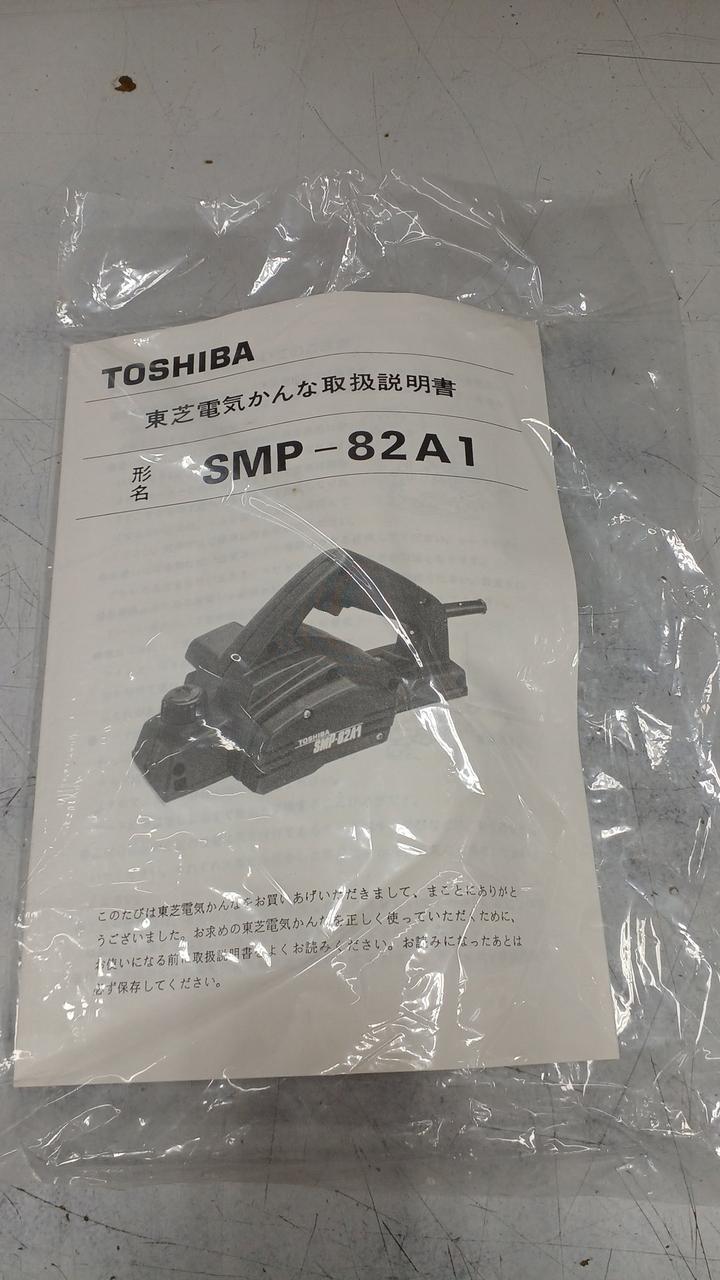 TOSHIBA
東芝電気かんな取扱説明書
形名
SMP-82A1
TOSHIBA
SMP-82A1
このたびは東芝電気かんなをお買いあげいただきまして、まことにありがと
うございました。お求めの東芝電気かんなを正しく使っていただくために、
お使いになる前に取扱説明書をよくお読みください。お読みになったあとは
必ず保存してください。